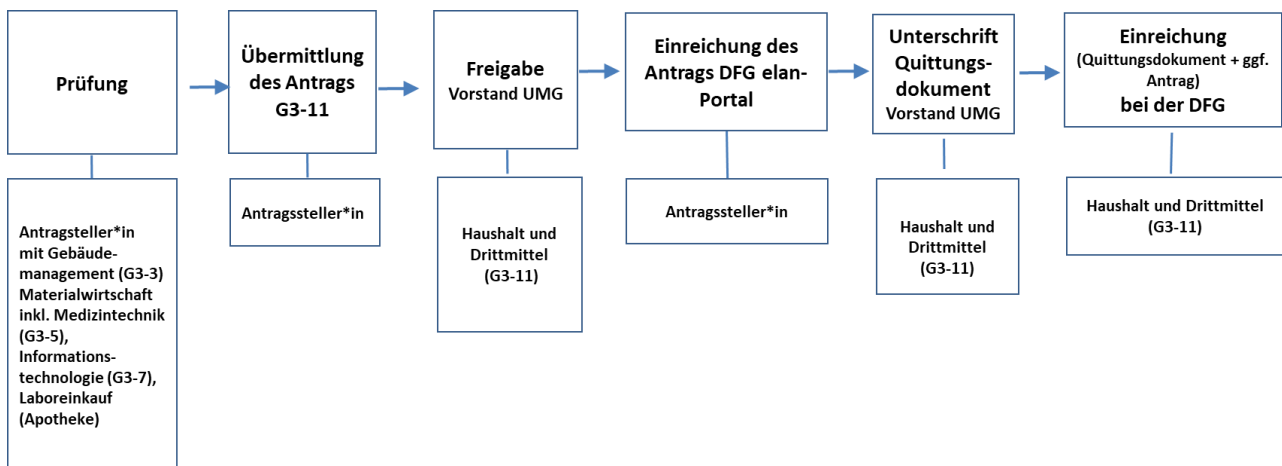 Prüfung
Übermittlung
des Antrags
G3-11
Freigabe
Vorstand UMG
Einreichung des
Antrags DFG elan-
Portal
Unterschrift
Quittungs-
dokument
Vorstand UMG
Einreichung
(Quittungsdokument + ggf.
Antrag)
bei der DFG
Antragsteller*in
mit Gebäude-
management (G3-3)
Materialwirtschaft
inkl. Medizintechnik
(G3-5),
Informations-
technologie (G3-7),
Laboreinkauf
(Apotheke)
Antragssteller*in
Haushalt und
Drittmittel
(G3-11)
Antragssteller*in
Haushalt und
Drittmittel
(G3-11)
Haushalt und Drittmittel
(G3-11)